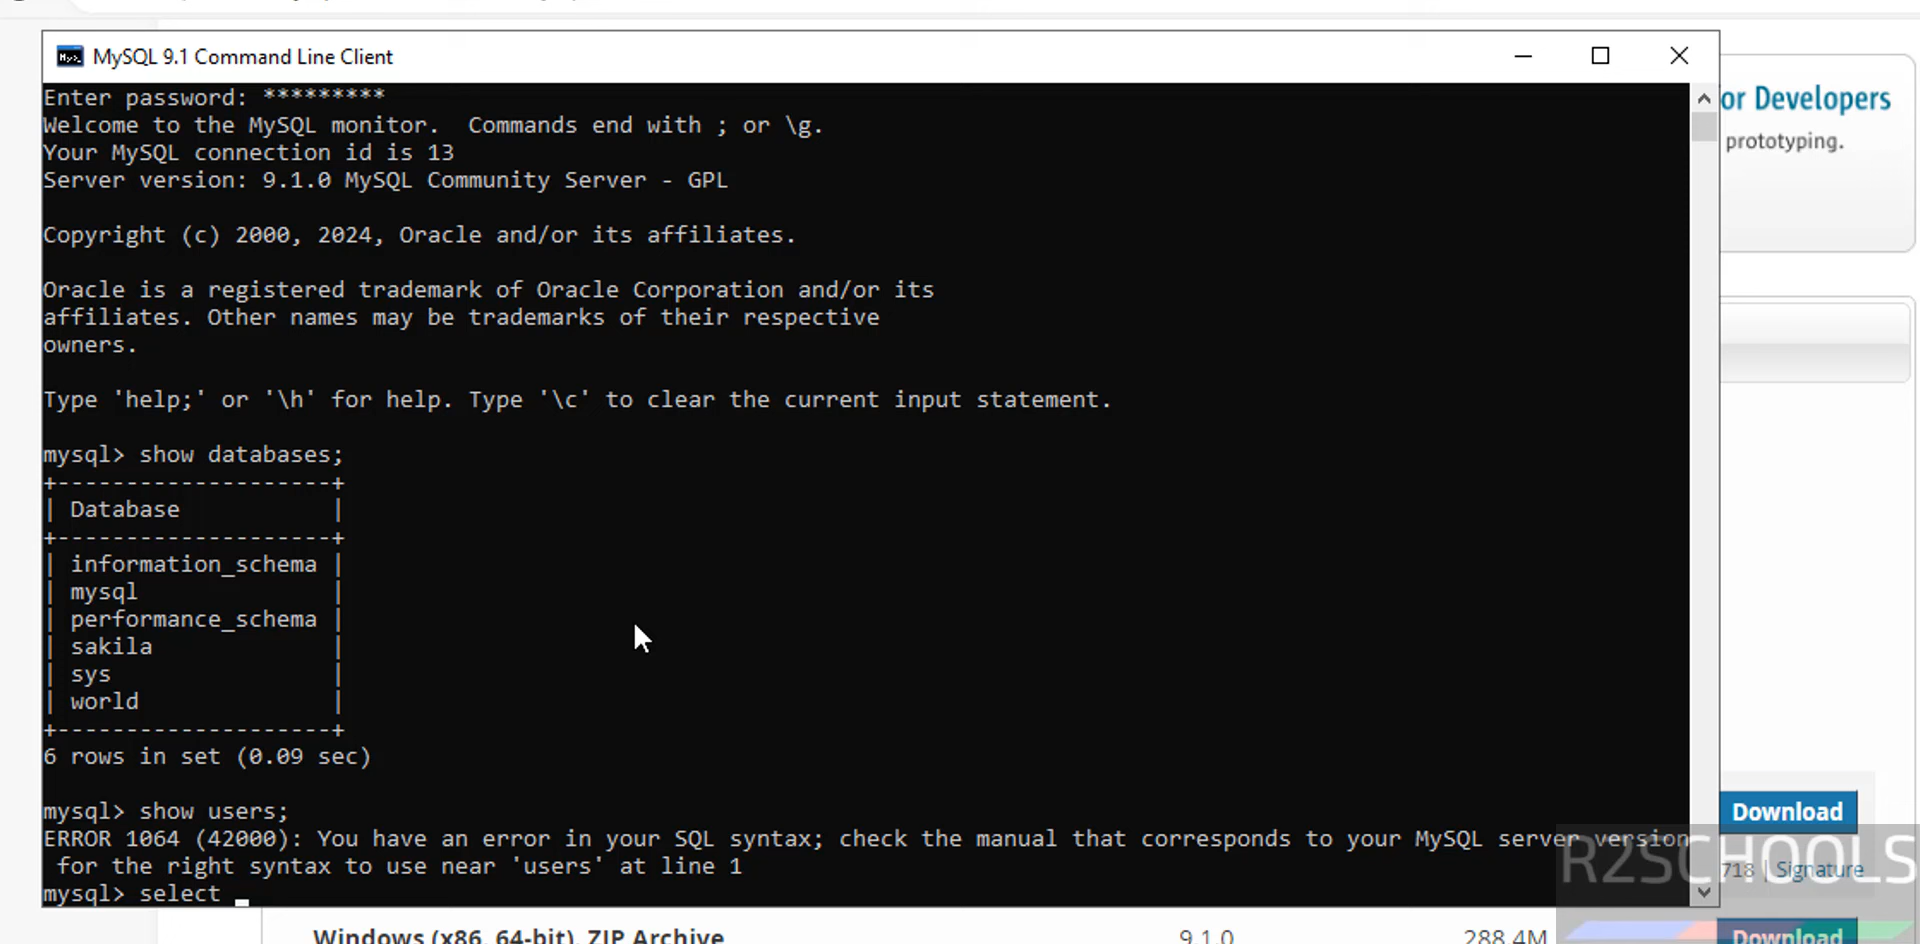 MySQL 9.1 Command Line Client
Enter password: *********
Welcome to the MySQL monitor.  Commands end with ; or \g.
Your MySQL connection id is 13
Server version: 9.1.0 MySQL Community Server - GPL
Copyright (c) 2000, 2024, Oracle and/or its affiliates.
Oracle is a registered trademark of Oracle Corporation and/or its
affiliates. Other names may be trademarks of their respective
owners.
Type 'help;' or '\h' for help. Type '\c' to clear the current input statement.
mysql> show databases;
+--------------------+
| Database           |
+--------------------+
| information_schema |
| mysql              |
| performance_schema |
| sakila             |
| sys                |
| world              |
+--------------------+
6 rows in set (0.09 sec)
mysql> show users;
ERROR 1064 (42000): You have an error in your SQL syntax; check the manual that corresponds to your MySQL server version
 for the right syntax to use near 'users' at line 1
mysql> select _
or Developers
prototyping.
Download
718 | Signature
R2SCHOOLS
Windows (x86, 64-bit), ZIP Archive 9.1.0 288.4M Download